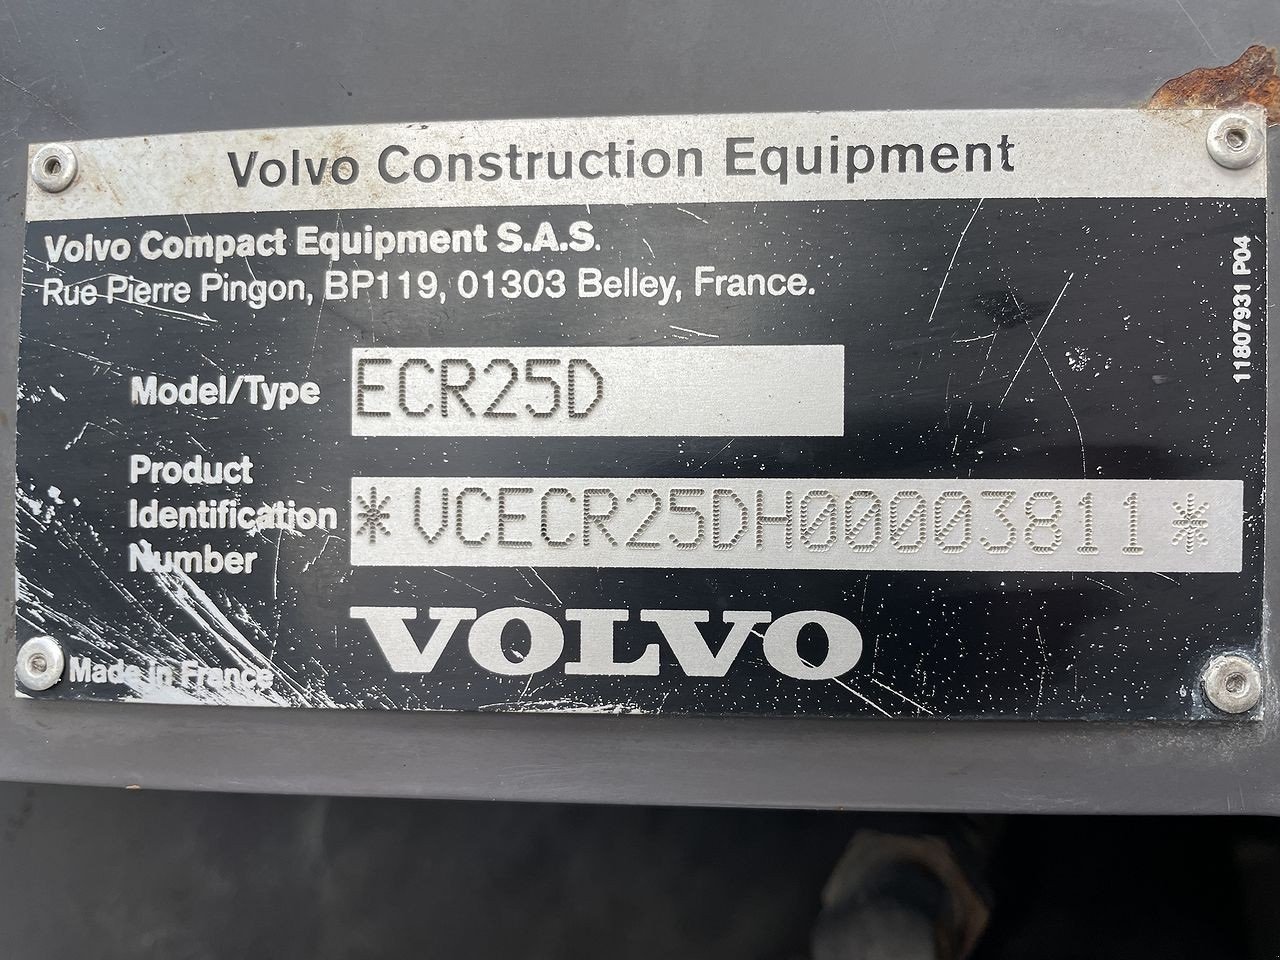 Volvo Construction Equipment
Volvo Compact Equipment S.A.S.
Rue Pierre Pingon, BP119, 01303 Belley, France.
11807931 P04
Model/Type ECR25D
Product
Identification
Number
*VCECR25DH00003811*
VOLVO
Made in France